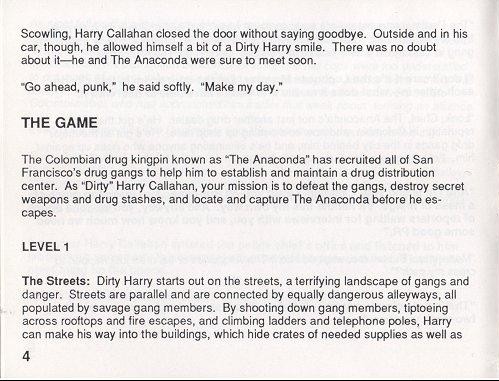 Scowling, Harry Callahan closed the door without saying goodbye.  Outside and in his
car, though, he allowed himself a bit of a Dirty Harry smile.  There was no doubt
about it—he and The Anaconda were sure to meet soon.
“Go ahead, punk,”  he said softly.  “Make my day.”
THE GAME
The Colombian drug kingpin known as “The Anaconda” has recruited all of San
Francisco’s drug gangs to help him to establish and maintain a drug distribution
center.  As “Dirty” Harry Callahan, your mission is to defeat the gangs, destroy secret
weapons and drug stashes, and locate and capture The Anaconda before he es-
capes.
LEVEL 1
The Streets:  Dirty Harry starts out on the streets, a terrifying landscape of gangs and
danger.  Streets are parallel and are connected by equally dangerous alleyways, all
populated by savage gang members.  By shooting down gang members, tiptoeing
across rooftops and fire escapes, and climbing ladders and telephone poles, Harry
can make his way into the buildings, which hide crates of needed supplies as well as
4